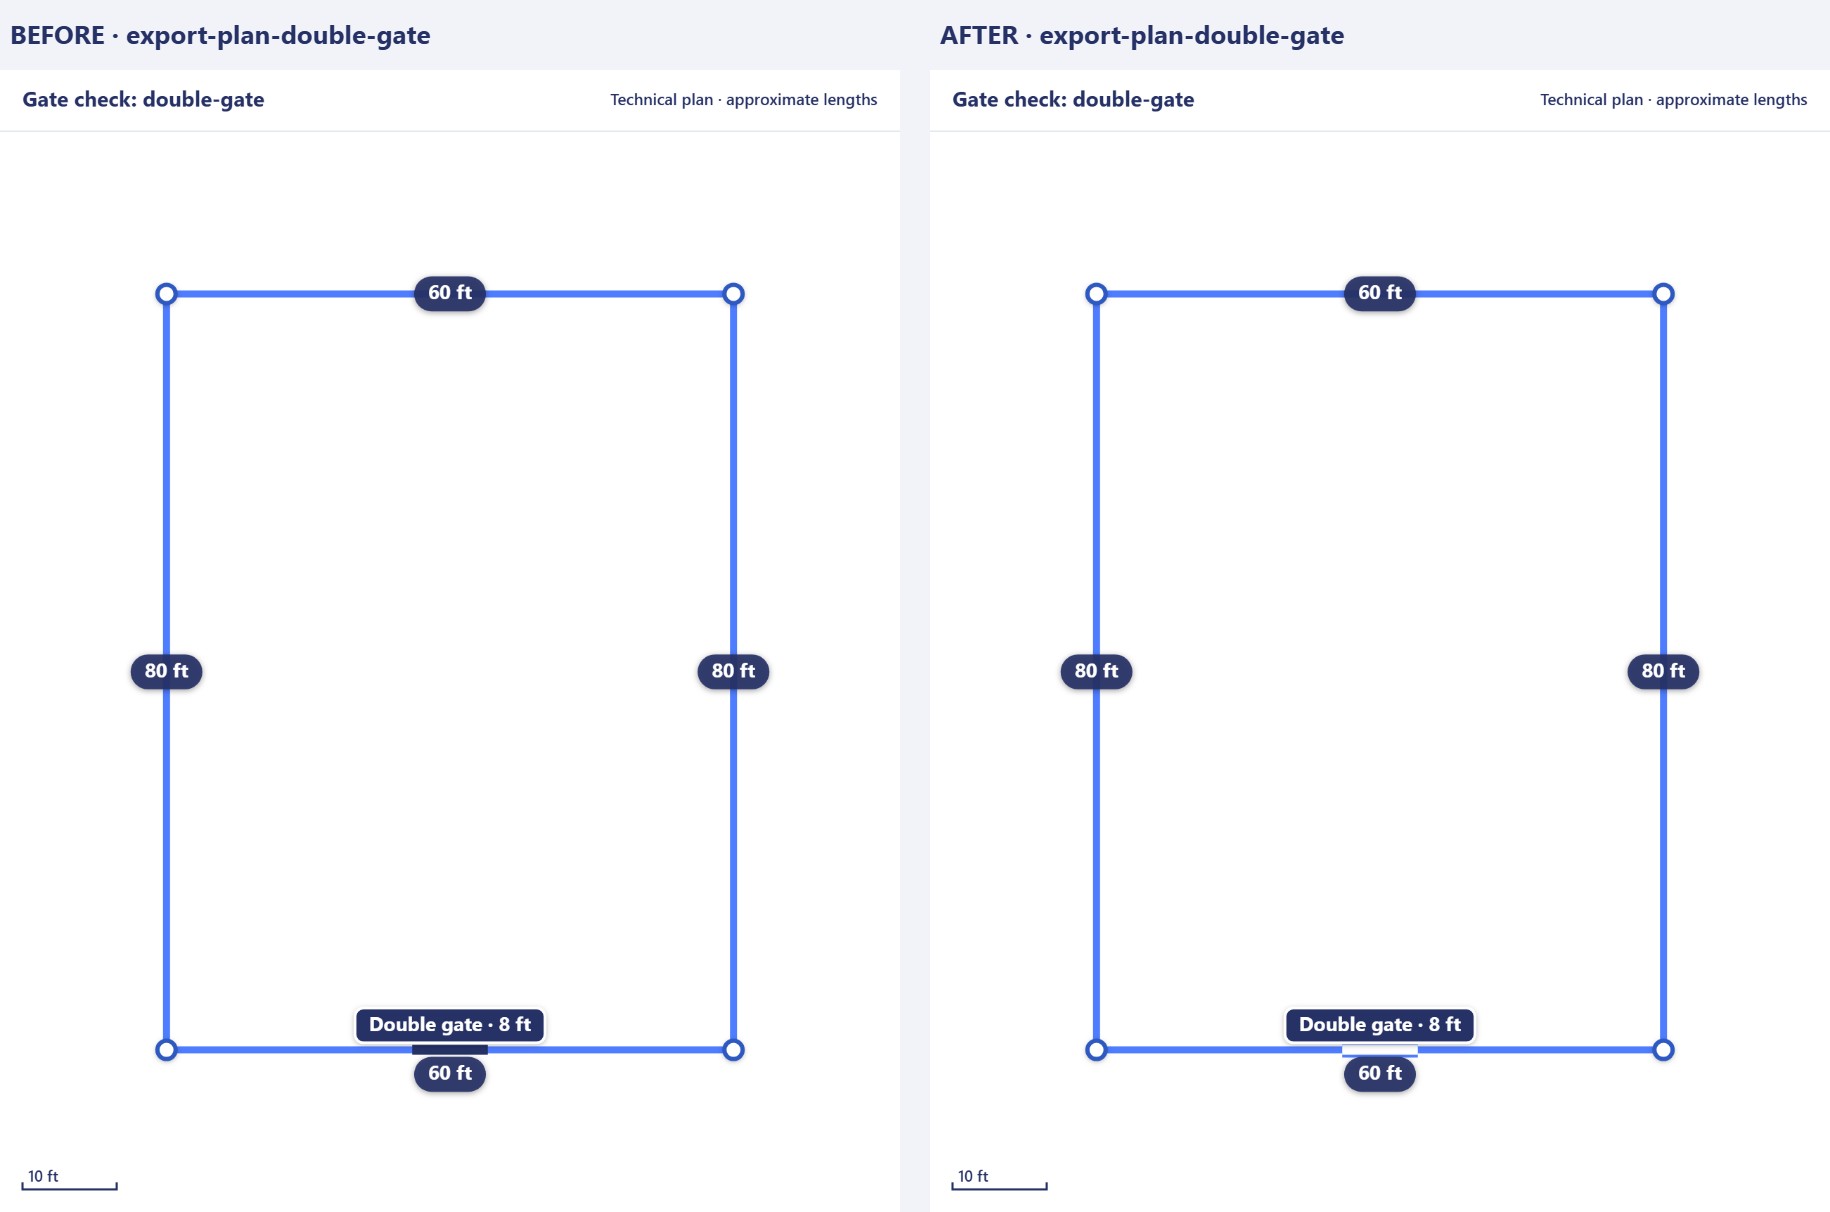 BEFORE · export-plan-double-gate
Gate check: double-gate
Technical plan · approximate lengths
60 ft
80 ft
80 ft
Double gate · 8 ft
60 ft
10 ft
AFTER · export-plan-double-gate
Gate check: double-gate
Technical plan · approximate lengths
60 ft
80 ft
80 ft
Double gate · 8 ft
60 ft
10 ft